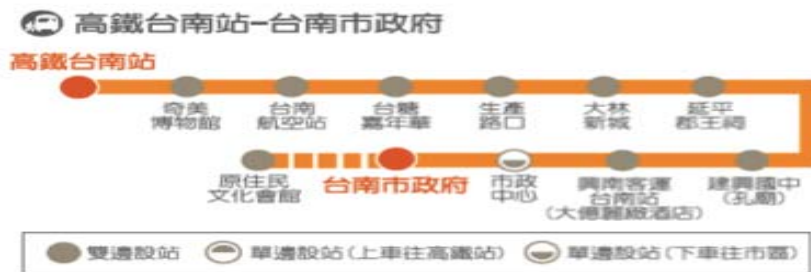 高鐵台南站-台南市政府
高鐵台南站
奇美
博物館
台南
航空站
台糖
嘉年華
生產
路口
大林
新城
延平
郡王祠
原住民
文化會館
台南市政府
市政
中心
興南客運
台南站
(大億麗緻酒店)
建興國中
(孔廟)
雙邊設站
單邊設站(上車往高鐵站)
單邊設站(下車往市區)